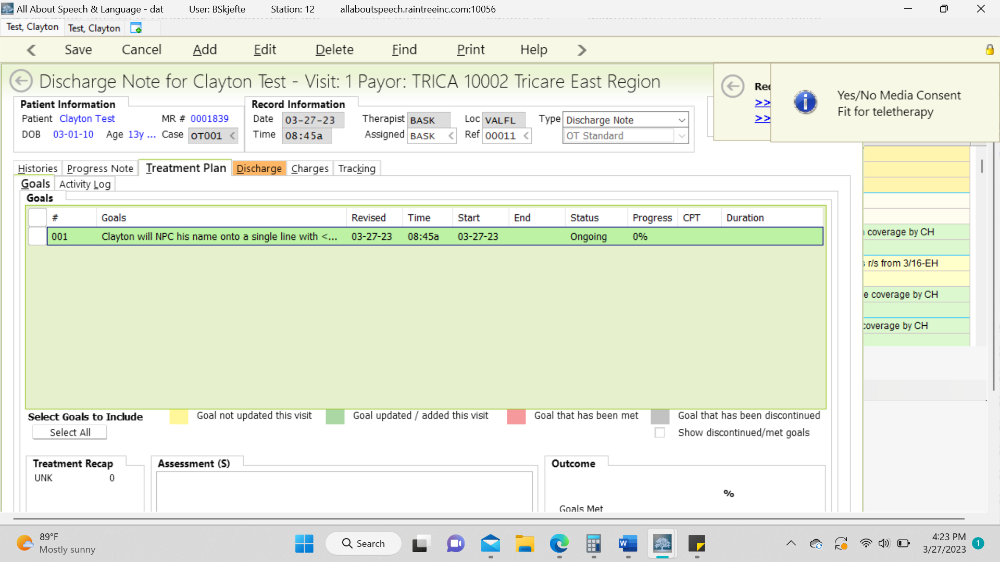 All About Speech & Language - dat User: BSkjefte Station: 12 allaboutspeech.raintreeinc.com:10056
Test, Clayton Test, Clayton
Save Cancel Add Edit Delete Find Print Help
Discharge Note for Clayton Test - Visit: 1 Payor: TRICA 10002 Tricare East Region
Yes/No Media Consent
Fit for teletherapy
>>
>>
Patient Information Record Information
Patient Clayton Test MR # 0001839 Date 03-27-23 Therapist BASK Loc VALFL Type Discharge Note
DOB 03-01-10 Age 13y ... Case OT001 < Time 08:45a Assigned BASK < Ref 00011 < OT Standard
Histories Progress Note Treatment Plan Discharge Charges Tracking
Goals Activity Log
Goals
# Goals Revised Time Start End Status Progress CPT Duration
001 Clayton will NPC his name onto a single line with <... 03-27-23 08:45a 03-27-23 Ongoing 0%
coverage by CH
r/s from 3/16-EH
e coverage by CH
coverage by CH
Select Goals to Include Goal not updated this visit Goal updated / added this visit Goal that has been met Goal that has been discontinued
Select All Show discontinued/met goals
Treatment Recap Assessment (S) Outcome
UNK 0
%
Goals Met
89°F
Mostly sunny
Search
4:23 PM
3/27/2023
1